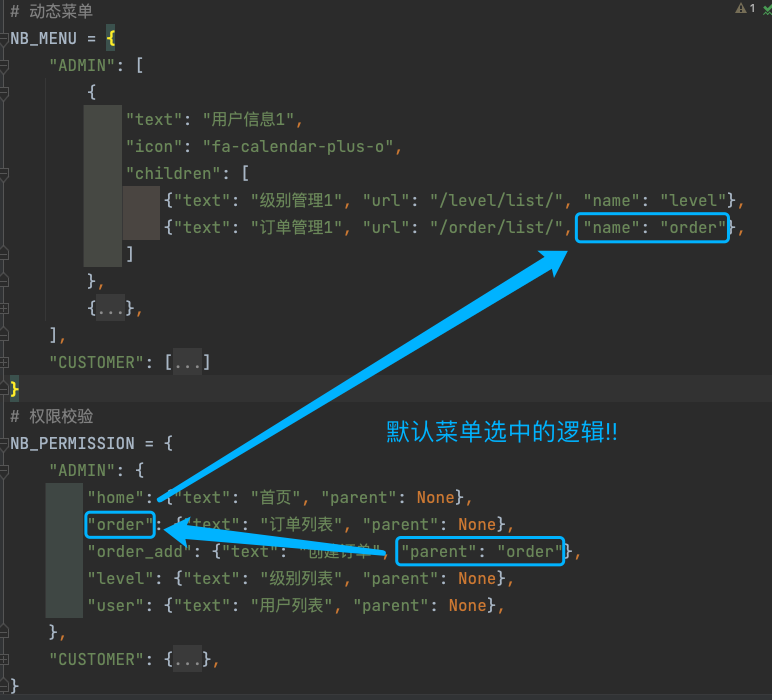 # 动态菜单
1
NB_MENU = {
"ADMIN": [
{
"text": "用户信息1",
"icon": "fa-calendar-plus-o",
"children": [
{"text": "级别管理1", "url": "/level/list/", "name": "level"},
{"text": "订单管理1", "url": "/order/list/", "name": "order"},
]
},
{...},
],
"CUSTOMER": [...]
}
# 权限校验
默认菜单选中的逻辑!!
NB_PERMISSION = {
"ADMIN": {
"home": {"text": "首页", "parent": None},
"order": {"text": "订单列表", "parent": None},
"order_add": {"text": "创建订单", "parent": "order"},
"level": {"text": "级别列表", "parent": None},
"user": {"text": "用户列表", "parent": None},
},
"CUSTOMER": {...},
}